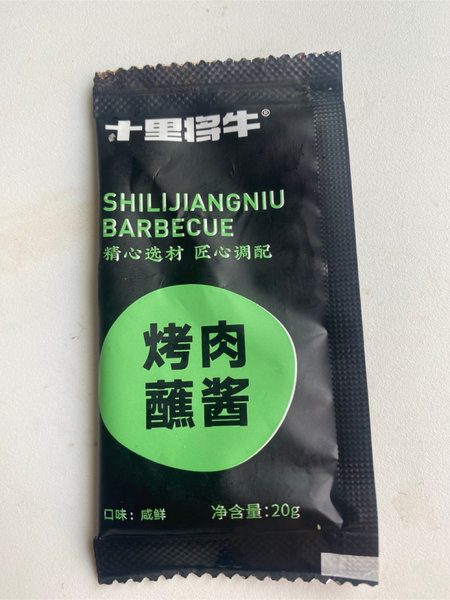 十里将牛®
SHILIJIANGNIU
BARBECUE
精心选材 匠心调配
烤肉
蘸酱
口味：咸鲜 净含量：20g